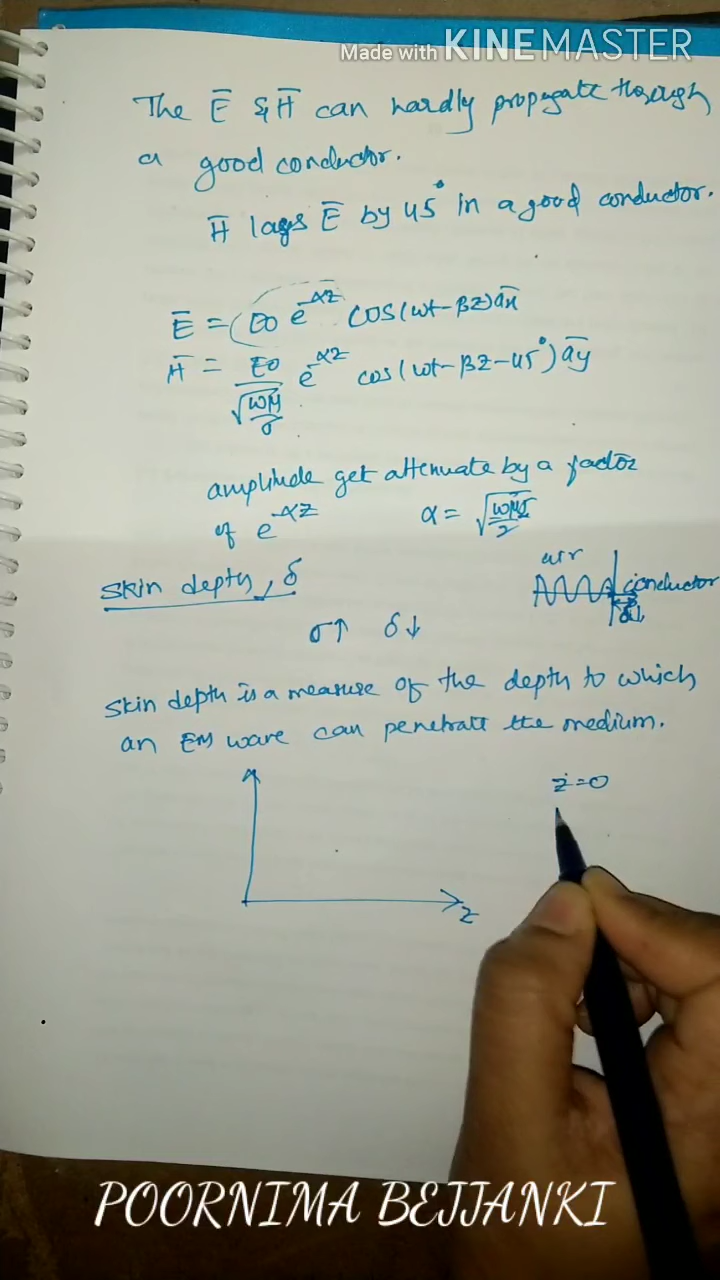 Made with KINEMASTER
The E̅ & H̅ can hardly propagate through
a good conductor.
H̅ lags E̅ by 45° in a good conductor.
E̅ = E0 e^-αz cos(ωt-βz) a̅x
H̅ = E0/√(ωμ/σ) e^-αz cos(ωt-βz-45°) a̅y
amplitude get attenuate by a factor
of e^-αz α = √(ωμσ/2)
air
conductor
skin depth, δ
δ
σ↑ δ↓
skin depth is a measure of the depth to which
an EM wave can penetrate the medium.
z=0
z
POORNIMA BEJJANKI